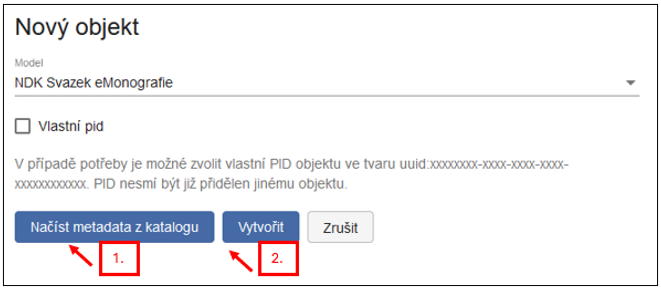 Nový objekt
Model
NDK Svazek eMonografie
Vlastní pid
V případě potřeby je možné zvolit vlastní PID objektu ve tvaru uuid:xxxxxxxx-xxxx-xxxx-xxxx-
xxxxxxxxxxxx. PID nesmí být již přidělen jinému objektu.
Načíst metadata z katalogu Vytvořit Zrušit
1. 2.